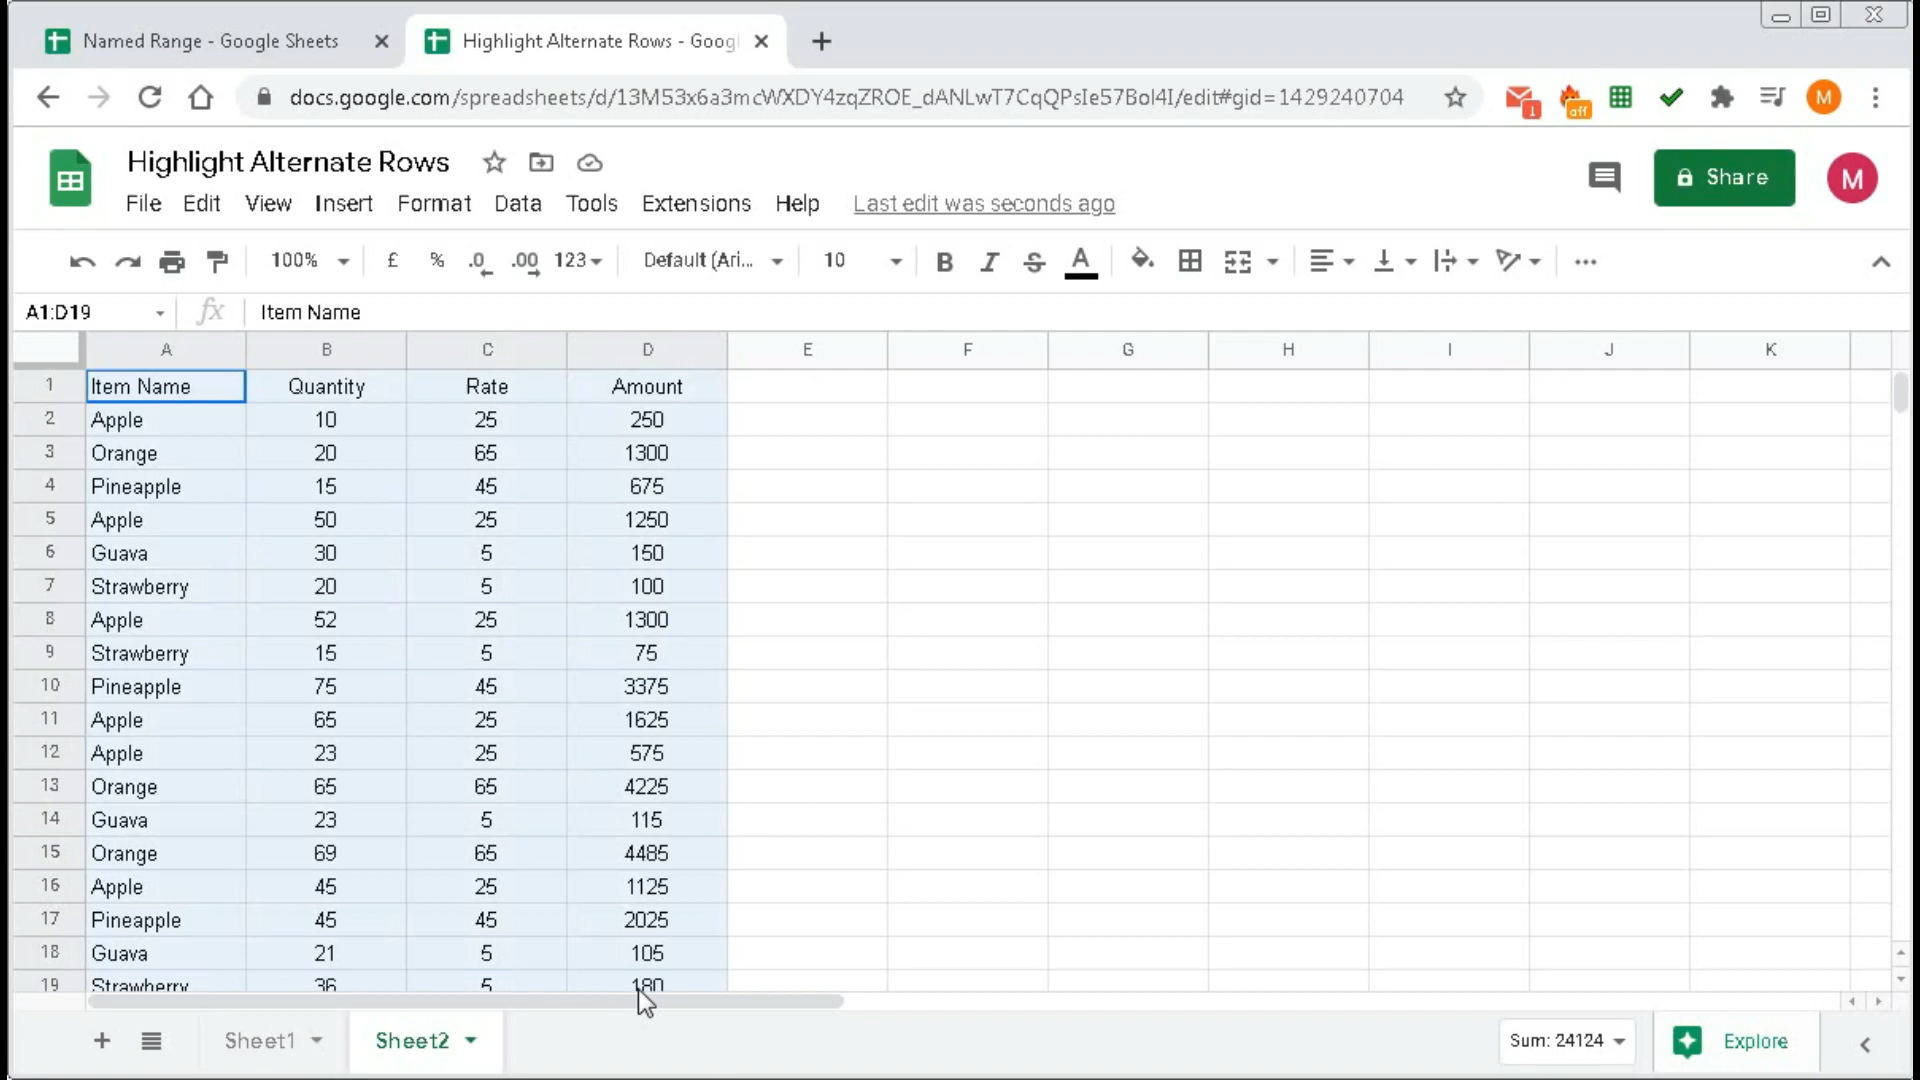 Named Range - Google Sheets
Highlight Alternate Rows - Goog
docs.google.com/spreadsheets/d/13M53x6a3mcWXDY4zqZROE_dANLwT7CqQPsIe57Bol4I/edit#gid=1429240704
1
off
M
Highlight Alternate Rows
Share
M
File Edit View Insert Format Data Tools Extensions Help Last edit was seconds ago
100% £ % .0 .00 123 Default (Ari... 10 B I S A
A1:D19 fx Item Name
A B C D E F G H I J K
1 Item Name Quantity Rate Amount
2 Apple 10 25 250
3 Orange 20 65 1300
4 Pineapple 15 45 675
5 Apple 50 25 1250
6 Guava 30 5 150
7 Strawberry 20 5 100
8 Apple 52 25 1300
9 Strawberry 15 5 75
10 Pineapple 75 45 3375
11 Apple 65 25 1625
12 Apple 23 25 575
13 Orange 65 65 4225
14 Guava 23 5 115
15 Orange 69 65 4485
16 Apple 45 25 1125
17 Pineapple 45 45 2025
18 Guava 21 5 105
19 Strawberry 36 5 180
Sheet1 Sheet2 Sum: 24124 Explore